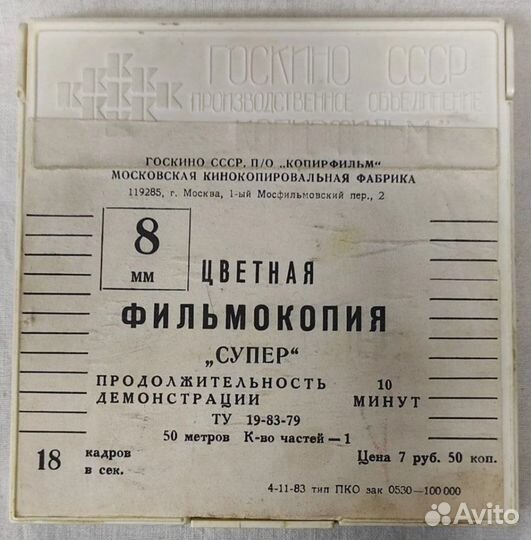 ГОСКИНО СССР
ПРОИЗВОДСТВЕННОЕ ОБЪЕДИНЕНИЕ
„КОПИРФИЛЬМ"
ГОСКИНО СССР. П/О „КОПИРФИЛЬМ"
МОСКОВСКАЯ КИНОКОПИРОВАЛЬНАЯ ФАБРИКА
119285, г. Москва, 1-ый Мосфильмовский пер., 2
8
ММ
ЦВЕТНАЯ
ФИЛЬМОКОПИЯ
„СУПЕР"
ПРОДОЛЖИТЕЛЬНОСТЬ 10
ДЕМОНСТРАЦИИ МИНУТ
ТУ 19-83-79
50 метров К-во частей—1
18 кадров
в сек.
Цена 7 руб. 50 коп.
4-11-83 тип ПКО зак 0530—100 000
Avito